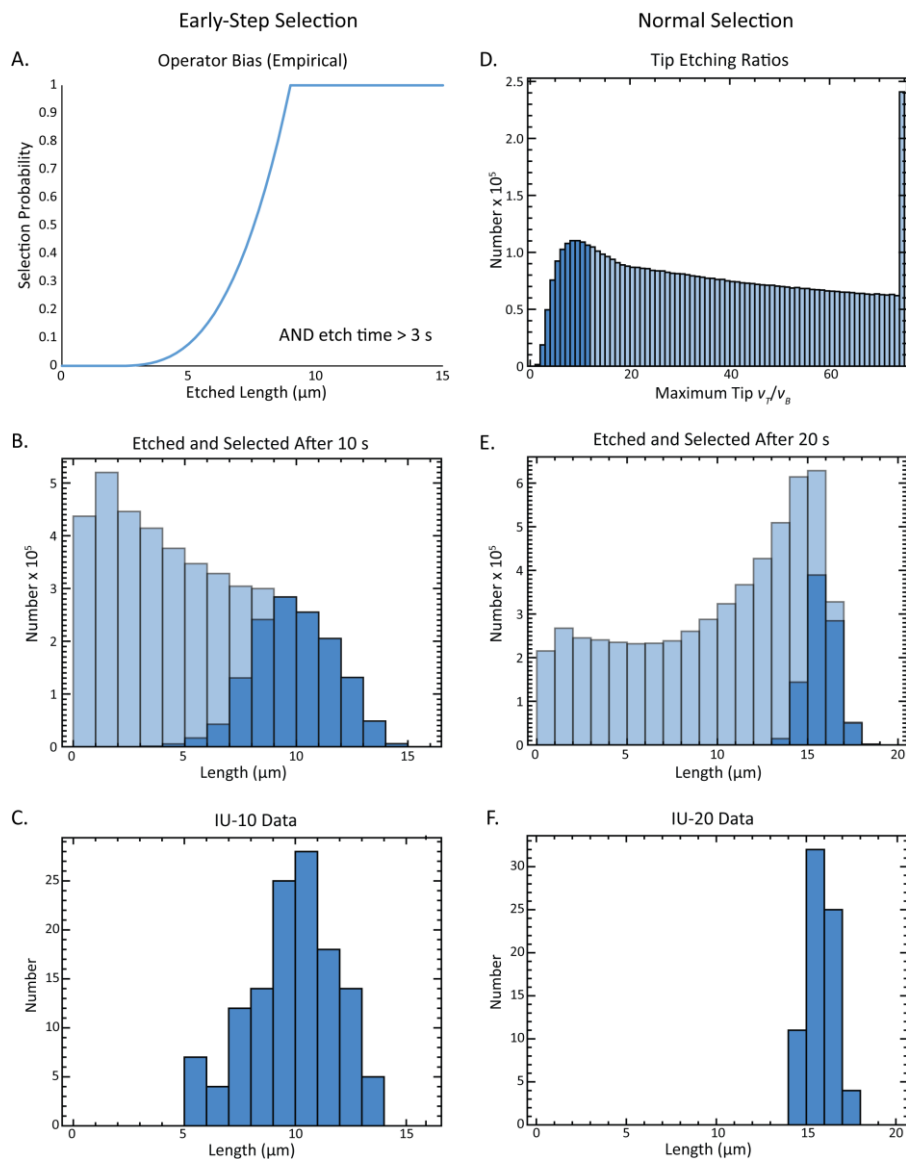 Early-Step Selection
Normal Selection
A.
Operator Bias (Empirical)
1
0.9
0.8
0.7
0.6
0.5
0.4
0.3
0.2
0.1
0
Selection Probability
AND etch time > 3 s
0 5 10 15
Etched Length (μm)
D.
Tip Etching Ratios
2.5
2.0
1.5
1.0
0.5
0
Number x 10⁵
0 20 40 60
Maximum Tip vT/vB
B.
Etched and Selected After 10 s
5
4
3
2
1
0
Number x 10⁵
0 5 10 15
Length (μm)
E.
Etched and Selected After 20 s
6
5
4
3
2
1
0
Number x 10⁵
0 5 10 15 20
Length (μm)
C.
IU-10 Data
25
20
15
10
5
0
Number
0 5 10 15
Length (μm)
F.
IU-20 Data
30
25
20
15
10
5
0
Number
0 5 10 15 20
Length (μm)